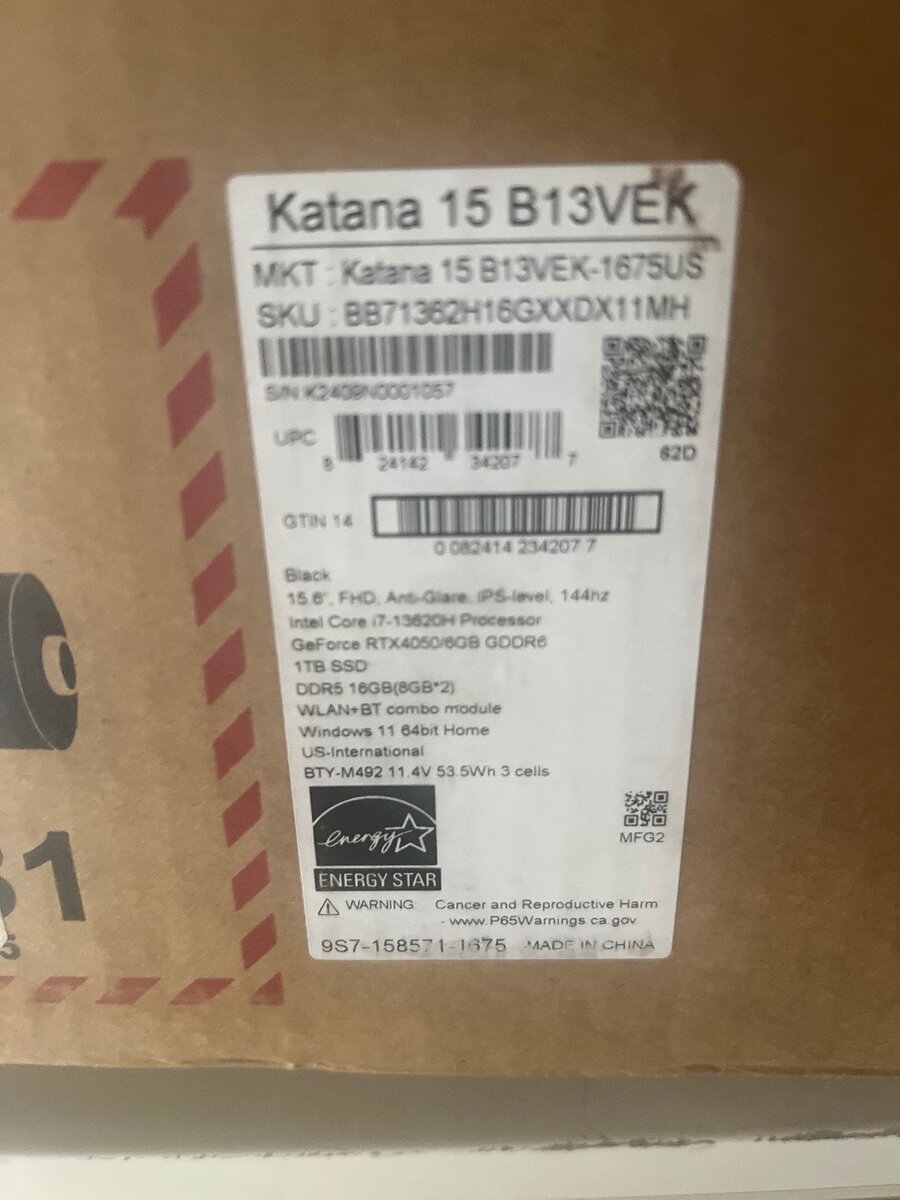 Katana 15 B13VEK
MKT : Katana 15 B13VEK-1675US
SKU : BB71362H16GXXDX11MH
S/N K2409N0001057
UPC
8 24142 34207 7
62D
GTIN 14
0 082414 234207 7
Black
15.6", FHD, Anti-Glare, IPS-level, 144hz
Intel Core i7-13620H Processor
GeForce RTX4050/6GB GDDR6
1TB SSD
DDR5 16GB(8GB*2)
WLAN+BT combo module
Windows 11 64bit Home
US-International
BTY-M492 11.4V 53.5Wh 3 cells
energy
ENERGY STAR
MFG2
WARNING: Cancer and Reproductive Harm
- www.P65Warnings.ca.gov
9S7-158571-1675 MADE IN CHINA
31